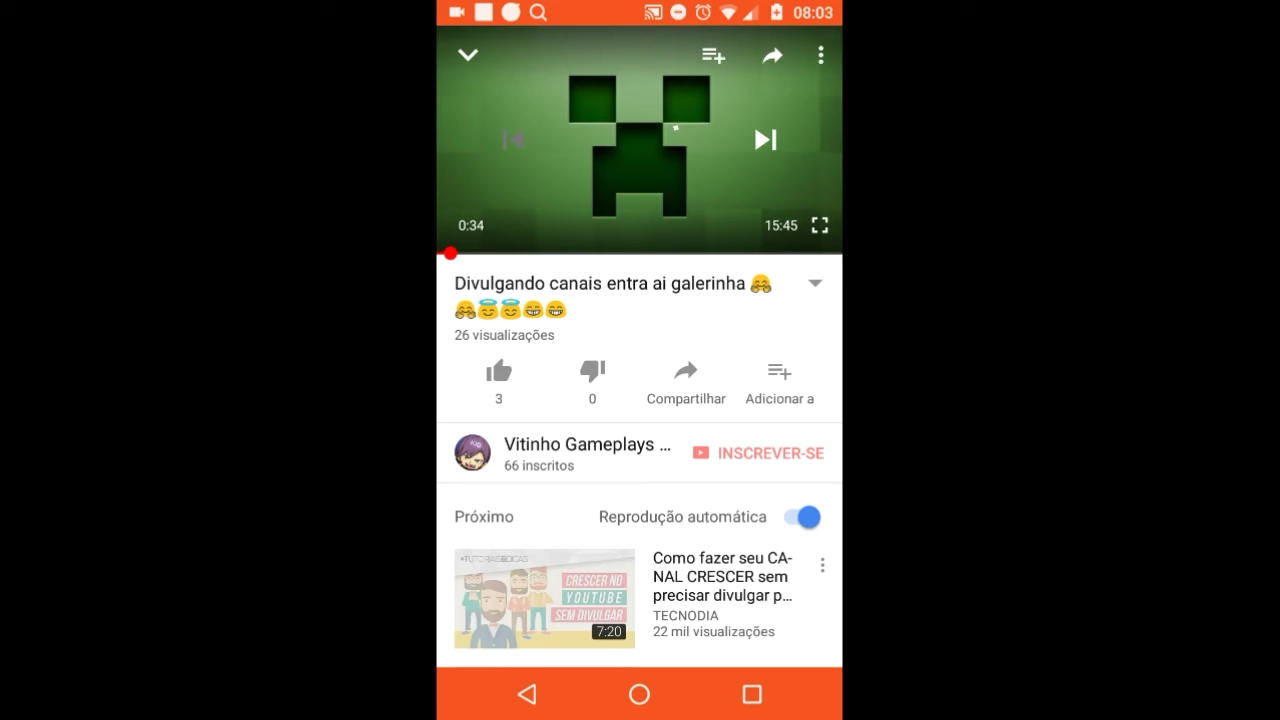 08:03
0:34
15:45
Divulgando canais entra ai galerinha 🤗
🤗😇😇😁😁
26 visualizações
3
0
Compartilhar
Adicionar a
Vitinho Gameplays ...
INSCREVER-SE
66 inscritos
Próximo
Reprodução automática
CRESCER NO
YOUTUBE
SEM DIVULGAR
7:20
Como fazer seu CA-
NAL CRESCER sem
precisar divulgar p...
TECNODIA
22 mil visualizações